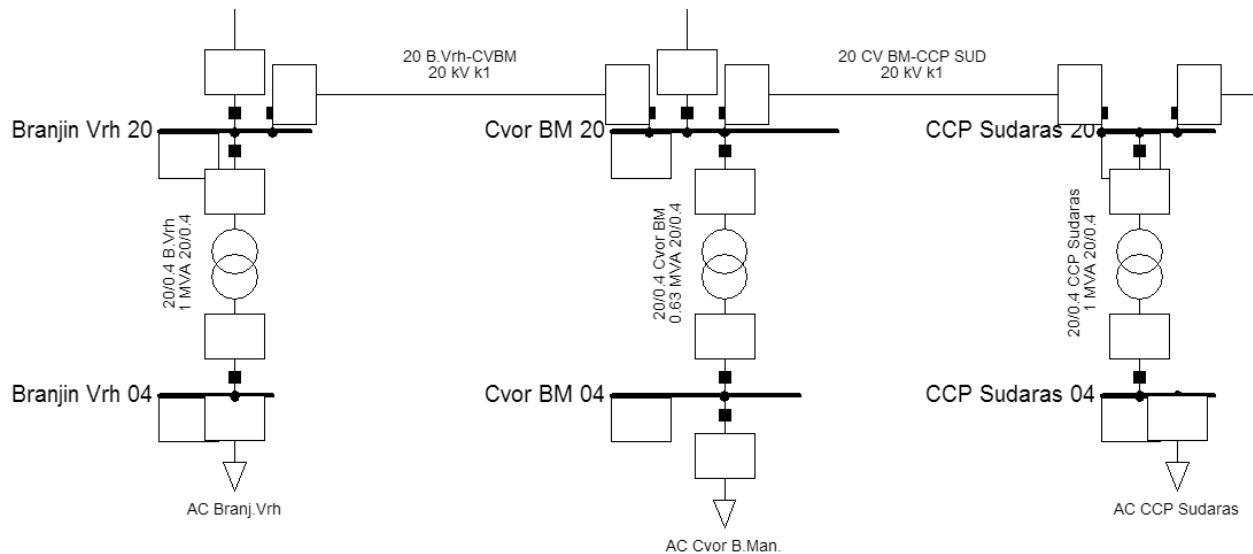 20 B.Vrh-CVBM
20 kV k1
20 CV BM-CCP SUD
20 kV k1
Branjin Vrh 20
Cvor BM 20
CCP Sudaras 20
20/0.4 B.Vrh
1 MVA 20/0.4
20/0.4 Cvor BM
0.63 MVA 20/0.4
20/0.4 CCP Sudaras
1 MVA 20/0.4
Branjin Vrh 04
Cvor BM 04
CCP Sudaras 04
AC Branj.Vrh
AC Cvor B.Man.
AC CCP Sudaras